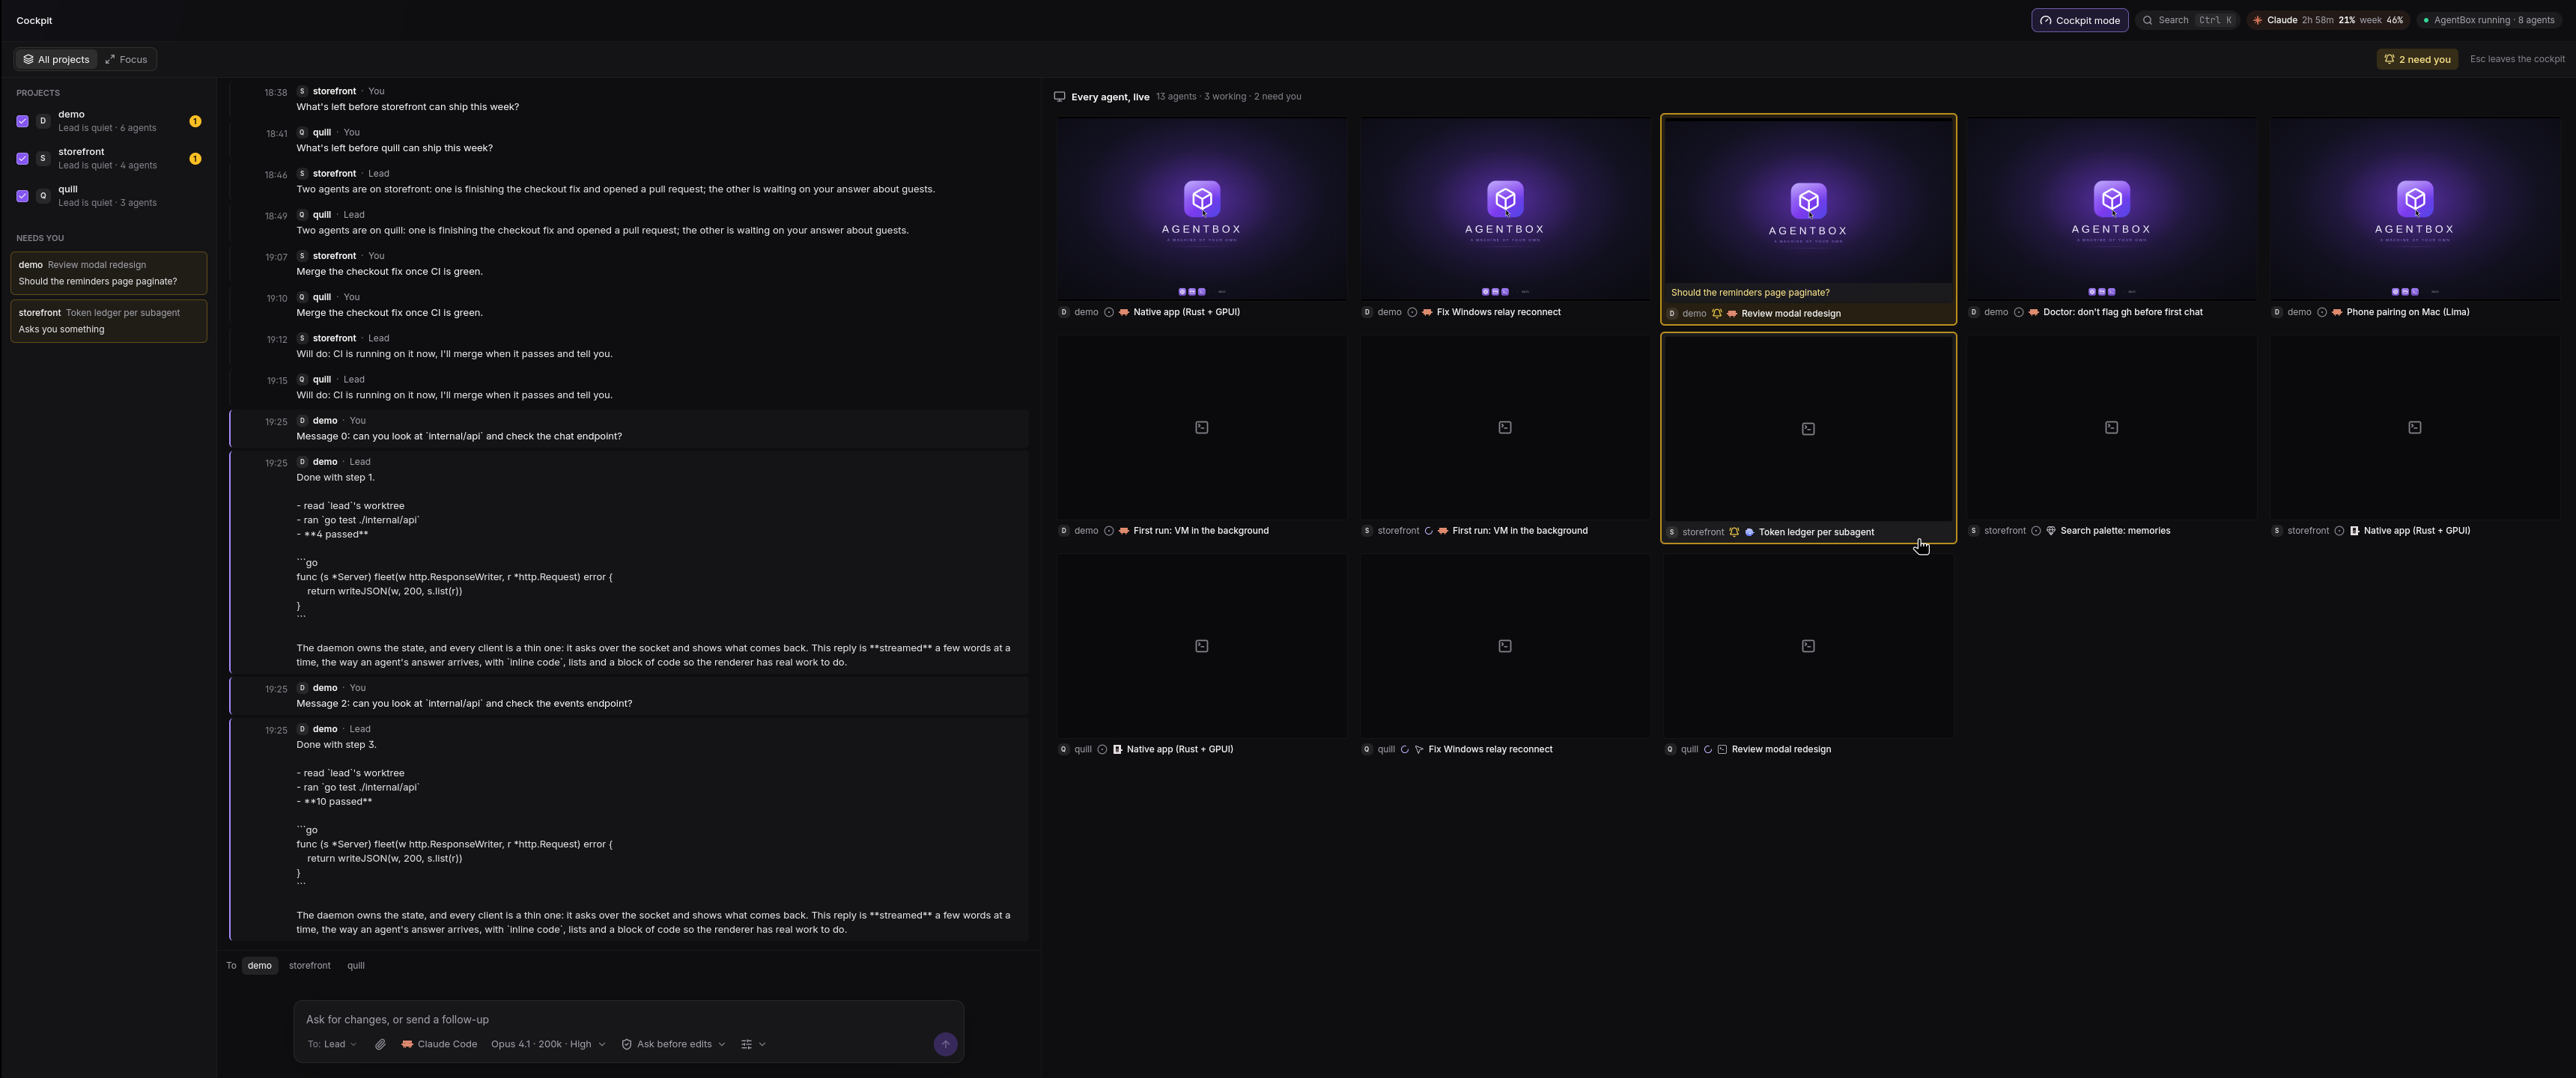 Cockpit
Cockpit mode
Search Ctrl K
Claude 2h 58m 21% week 46%
AgentBox running · 8 agents
All projects
Focus
2 need you
Esc leaves the cockpit
PROJECTS
D demo 1
Lead is quiet · 6 agents
S storefront 1
Lead is quiet · 4 agents
Q quill
Lead is quiet · 3 agents
NEEDS YOU
demo Review modal redesign
Should the reminders page paginate?
storefront Token ledger per subagent
Asks you something
18:38 S storefront · You
What's left before storefront can ship this week?
18:41 Q quill · You
What's left before quill can ship this week?
18:46 S storefront · Lead
Two agents are on storefront: one is finishing the checkout fix and opened a pull request; the other is waiting on your answer about guests.
18:49 Q quill · Lead
Two agents are on quill: one is finishing the checkout fix and opened a pull request; the other is waiting on your answer about guests.
19:07 S storefront · You
Merge the checkout fix once CI is green.
19:10 Q quill · You
Merge the checkout fix once CI is green.
19:12 S storefront · Lead
Will do: CI is running on it now, I'll merge when it passes and tell you.
19:15 Q quill · Lead
Will do: CI is running on it now, I'll merge when it passes and tell you.
19:25 D demo · You
Message 0: can you look at `internal/api` and check the chat endpoint?
19:25 D demo · Lead
Done with step 1.
- read `lead`'s worktree
- ran `go test ./internal/api`
- **4 passed**
```go
func (s *Server) fleet(w http.ResponseWriter, r *http.Request) error {
return writeJSON(w, 200, s.list(r))
}
```
The daemon owns the state, and every client is a thin one: it asks over the socket and shows what comes back. This reply is **streamed** a few words at a
time, the way an agent's answer arrives, with `inline code`, lists and a block of code so the renderer has real work to do.
19:25 D demo · You
Message 2: can you look at `internal/api` and check the events endpoint?
19:25 D demo · Lead
Done with step 3.
- read `lead`'s worktree
- ran `go test ./internal/api`
- **10 passed**
```go
func (s *Server) fleet(w http.ResponseWriter, r *http.Request) error {
return writeJSON(w, 200, s.list(r))
}
```
The daemon owns the state, and every client is a thin one: it asks over the socket and shows what comes back. This reply is **streamed** a few words at a
time, the way an agent's answer arrives, with `inline code`, lists and a block of code so the renderer has real work to do.
To demo storefront quill
Ask for changes, or send a follow-up
To: Lead
Claude Code
Opus 4.1 · 200k · High
Ask before edits
Every agent, live 13 agents · 3 working · 2 need you
AGENTBOX
A MACHINE OF YOUR OWN
D demo Native app (Rust + GPUI)
AGENTBOX
A MACHINE OF YOUR OWN
D demo Fix Windows relay reconnect
AGENTBOX
A MACHINE OF YOUR OWN
Should the reminders page paginate?
D demo Review modal redesign
AGENTBOX
A MACHINE OF YOUR OWN
D demo Doctor: don't flag gh before first chat
AGENTBOX
A MACHINE OF YOUR OWN
D demo Phone pairing on Mac (Lima)
D demo First run: VM in the background
S storefront First run: VM in the background
S storefront Token ledger per subagent
S storefront Search palette: memories
S storefront Native app (Rust + GPUI)
Q quill Native app (Rust + GPUI)
Q quill Fix Windows relay reconnect
Q quill Review modal redesign